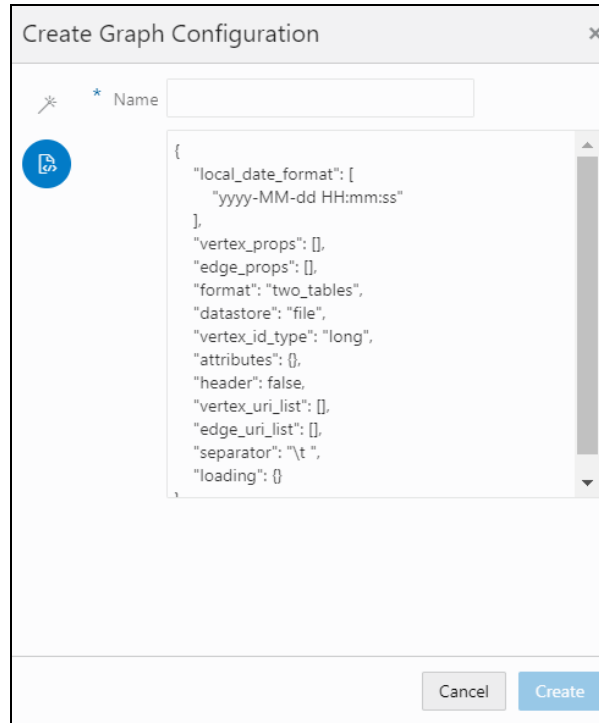 Create Graph Configuration ×
* Name
{
"local_date_format": [
"yyyy-MM-dd HH:mm:ss"
],
"vertex_props": [],
"edge_props": [],
"format": "two_tables",
"datastore": "file",
"vertex_id_type": "long",
"attributes": {},
"header": false,
"vertex_uri_list": [],
"edge_uri_list": [],
"separator": "\t ",
"loading": {}
}
Cancel Create